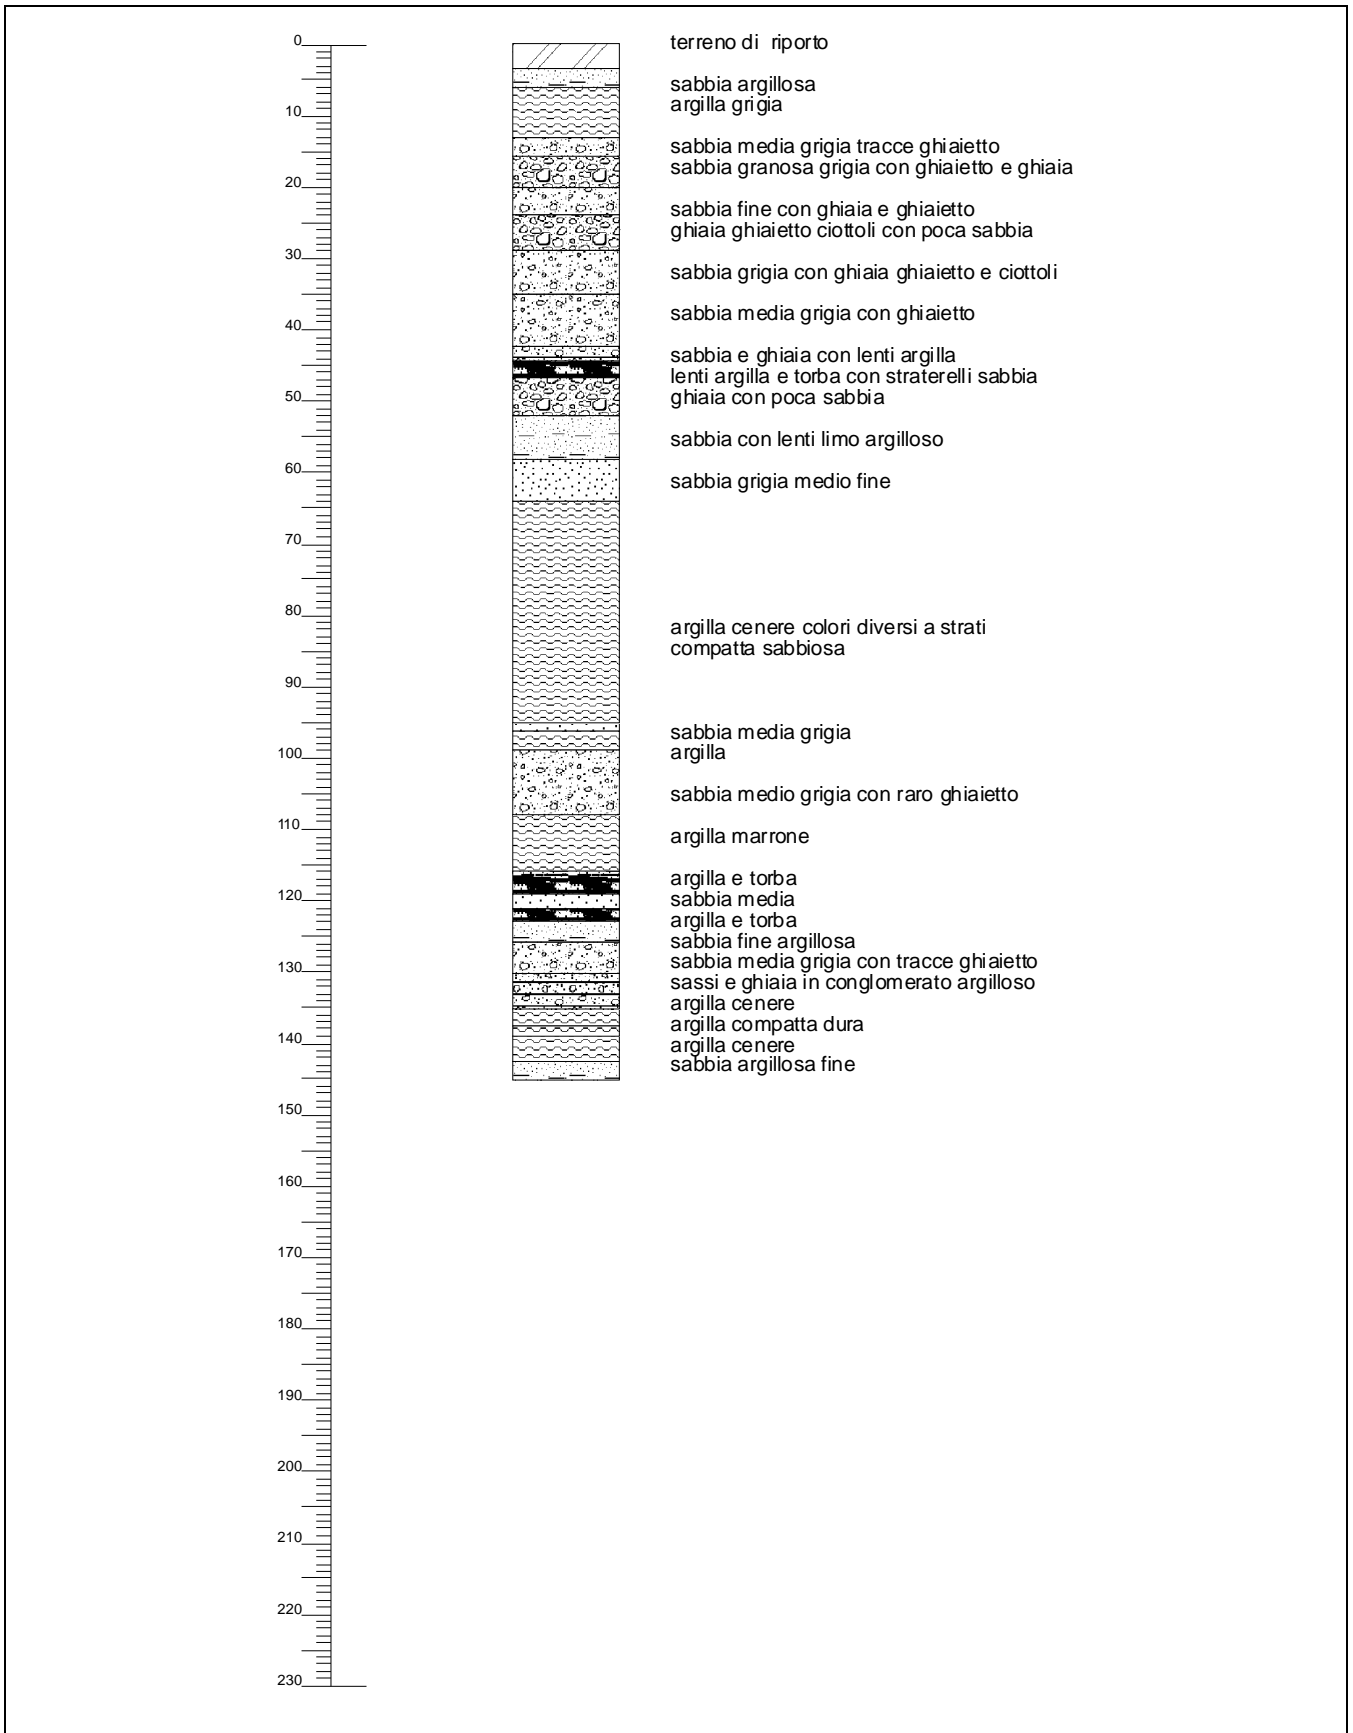 0
terreno di riporto
sabbia argillosa
argilla grigia
10
sabbia media grigia tracce ghiaietto
sabbia granosa grigia con ghiaietto e ghiaia
20
sabbia fine con ghiaia e ghiaietto
ghiaia ghiaietto ciottoli con poca sabbia
30
sabbia grigia con ghiaia ghiaietto e ciottoli
sabbia media grigia con ghiaietto
40
sabbia e ghiaia con lenti argilla
lenti argilla e torba con straterelli sabbia
50
ghiaia con poca sabbia
sabbia con lenti limo argilloso
60
sabbia grigia medio fine
70
80
argilla cenere colori diversi a strati
compatta sabbiosa
90
sabbia media grigia
100
argilla
sabbia medio grigia con raro ghiaietto
110
argilla marrone
argilla e torba
120
sabbia media
argilla e torba
sabbia fine argillosa
sabbia media grigia con tracce ghiaietto
130
sassi e ghiaia in conglomerato argilloso
argilla cenere
argilla compatta dura
140
argilla cenere
sabbia argillosa fine
150
160
170
180
190
200
210
220
230